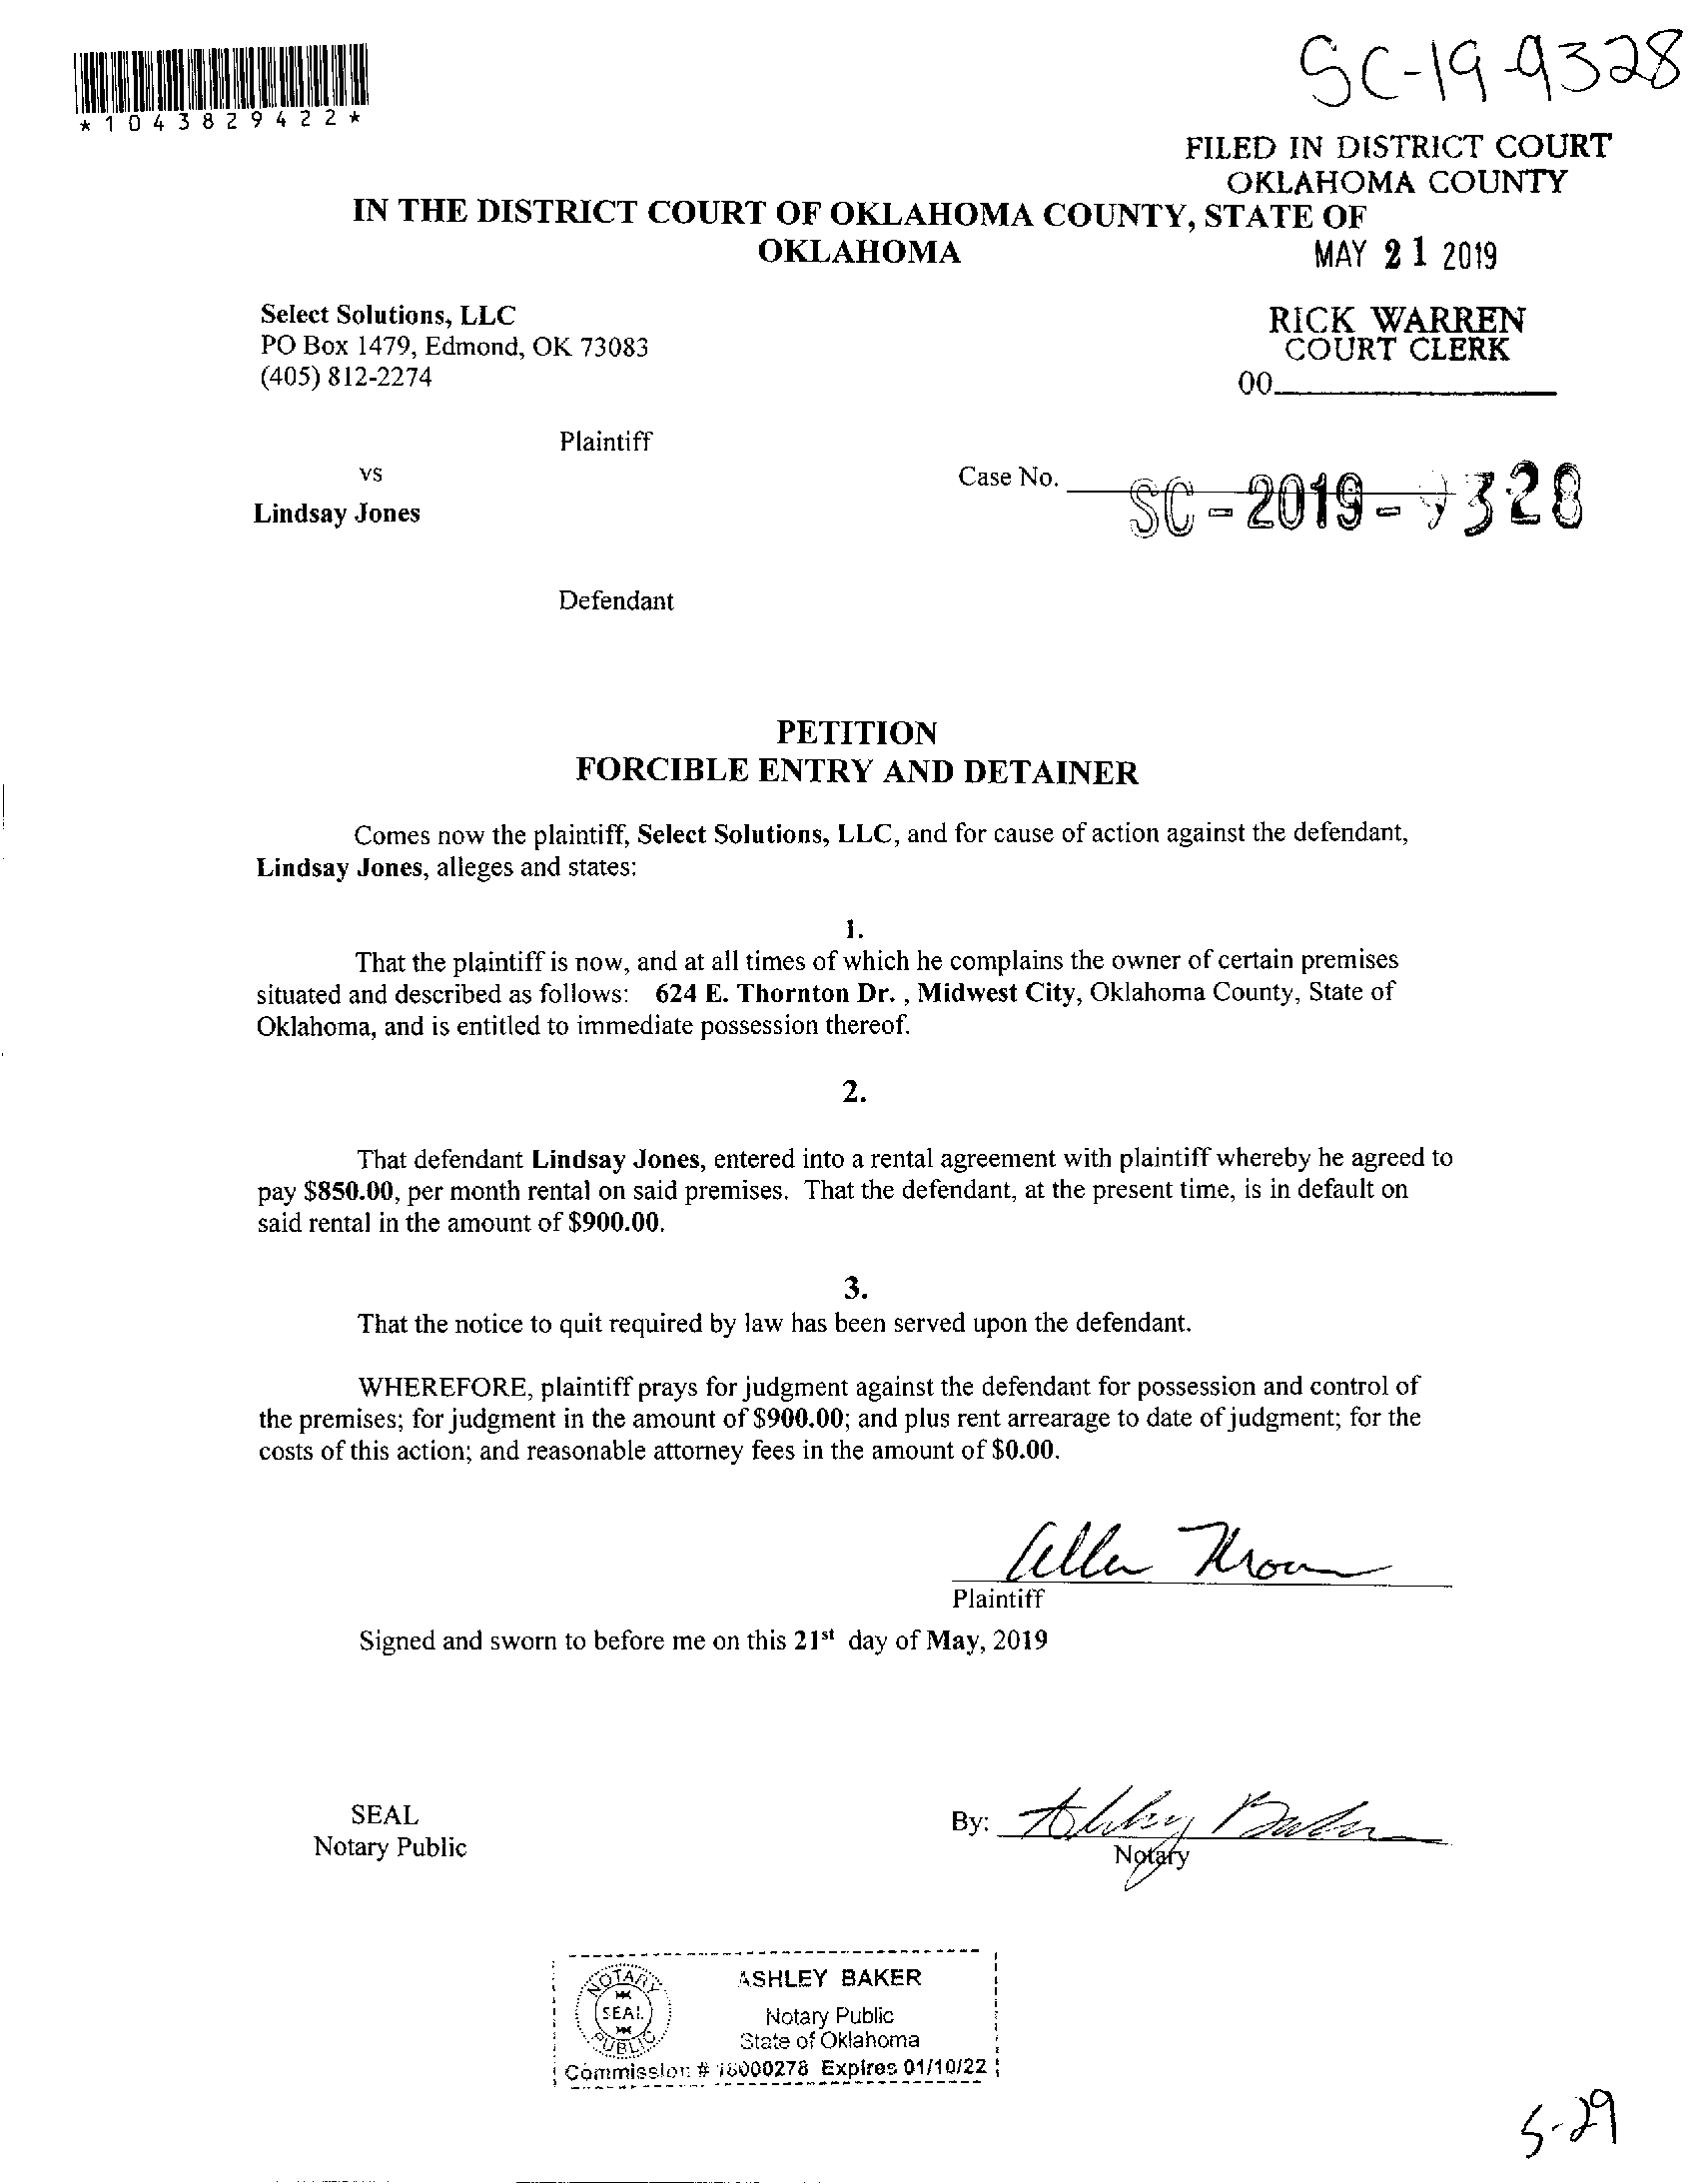 SC-19-9328
*1043829422*
FILED IN DISTRICT COURT
OKLAHOMA COUNTY
IN THE DISTRICT COURT OF OKLAHOMA COUNTY, STATE OF
OKLAHOMA
MAY 21 2019
Select Solutions, LLC
PO Box 1479, Edmond, OK 73083
(405) 812-2274
RICK WARREN
COURT CLERK
00
Plaintiff
vs
Case No. SC-2019-9328
Lindsay Jones
Defendant
PETITION
FORCIBLE ENTRY AND DETAINER
Comes now the plaintiff, Select Solutions, LLC, and for cause of action against the defendant,
Lindsay Jones, alleges and states:
1.
That the plaintiff is now, and at all times of which he complains the owner of certain premises
situated and described as follows: 624 E. Thornton Dr. , Midwest City, Oklahoma County, State of
Oklahoma, and is entitled to immediate possession thereof.
2.
That defendant Lindsay Jones, entered into a rental agreement with plaintiff whereby he agreed to
pay $850.00, per month rental on said premises. That the defendant, at the present time, is in default on
said rental in the amount of $900.00.
3.
That the notice to quit required by law has been served upon the defendant.
WHEREFORE, plaintiff prays for judgment against the defendant for possession and control of
the premises; for judgment in the amount of $900.00; and plus rent arrearage to date of judgment; for the
costs of this action; and reasonable attorney fees in the amount of $0.00.
Plaintiff
Signed and sworn to before me on this 21st day of May, 2019
SEAL
Notary Public
By: Ashley Baker
Notary
NOTARY
SEAL
PUBLIC
ASHLEY BAKER
Notary Public
State of Oklahoma
Commission # 18000278 Expires 01/10/22
5-29